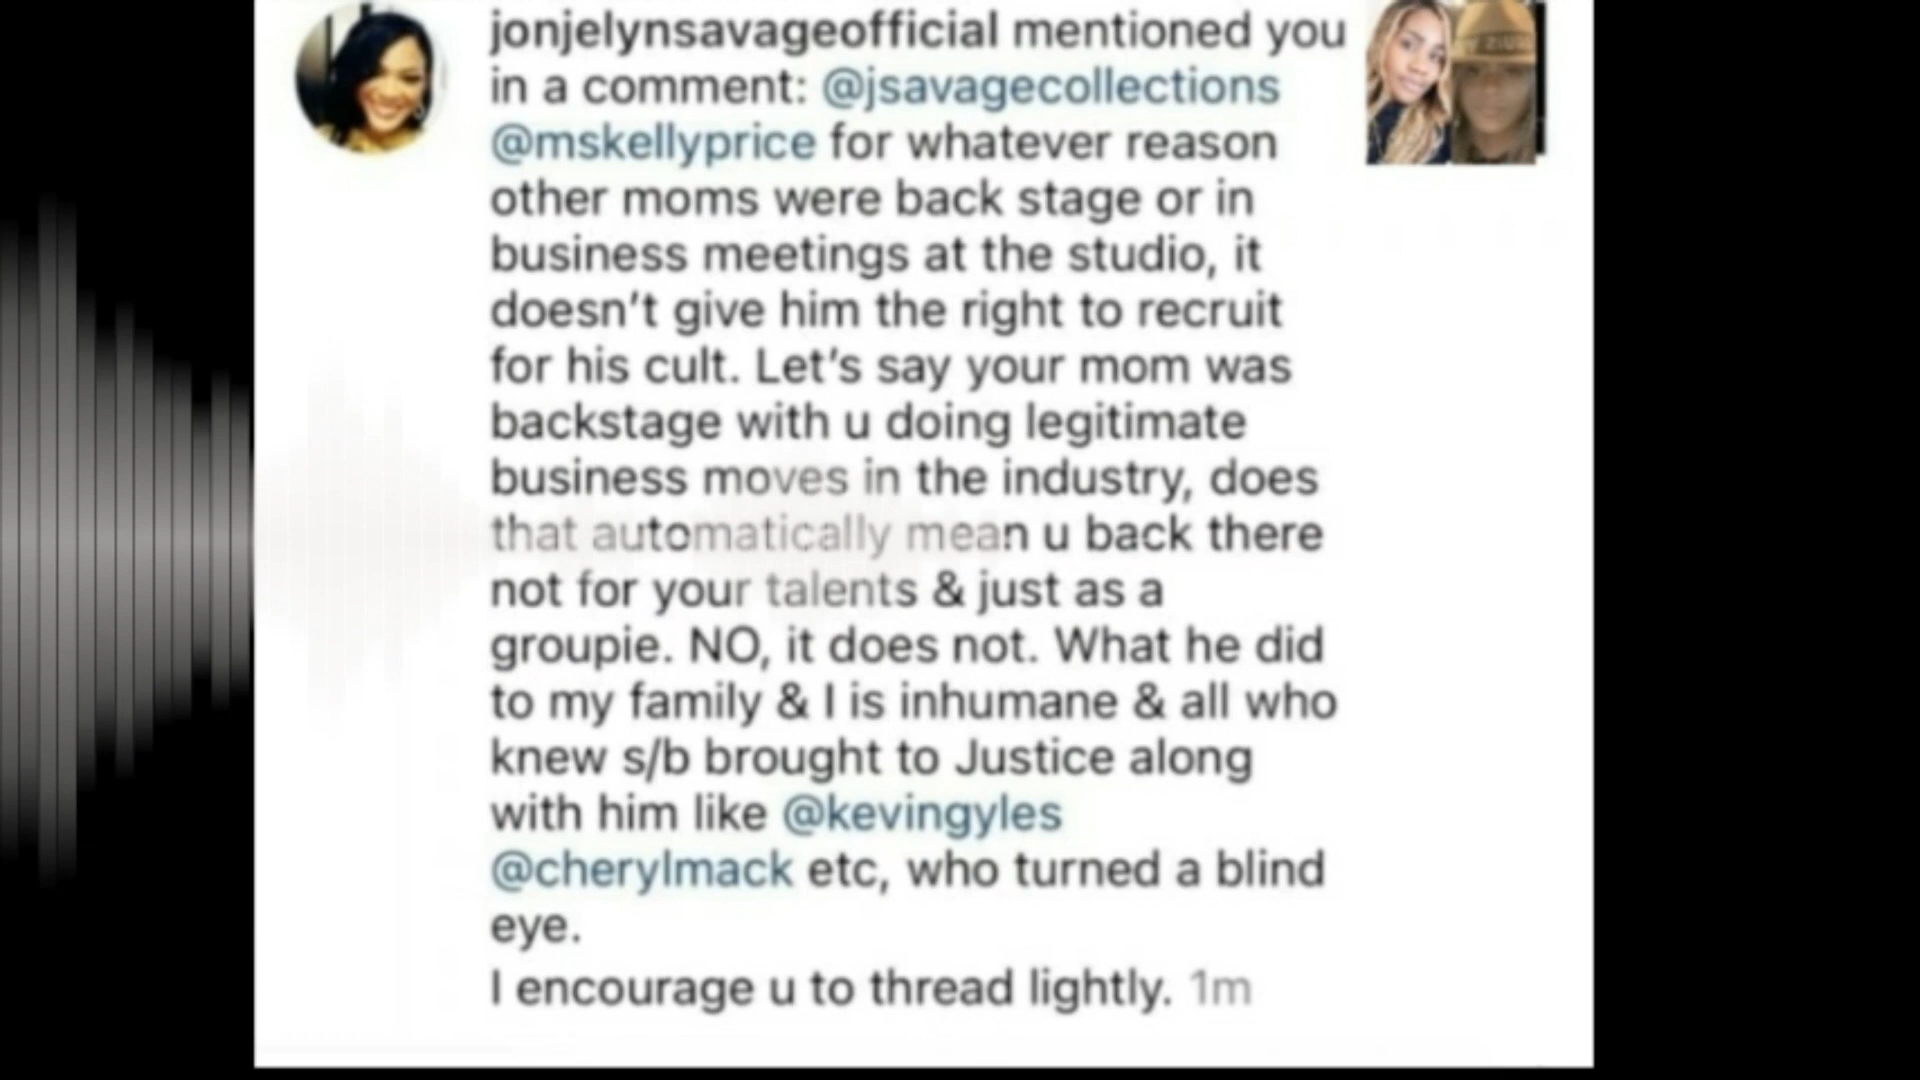 jonjelynsavageofficial mentioned you
in a comment: @jsavagecollections
@mskellyprice for whatever reason
other moms were back stage or in
business meetings at the studio, it
doesn’t give him the right to recruit
for his cult. Let’s say your mom was
backstage with u doing legitimate
business moves in the industry, does
that automatically mean u back there
not for your talents & just as a
groupie. NO, it does not. What he did
to my family & I is inhumane & all who
knew s/b brought to Justice along
with him like @kevingyles
@cherylmack etc, who turned a blind
eye.
I encourage u to thread lightly. 1m